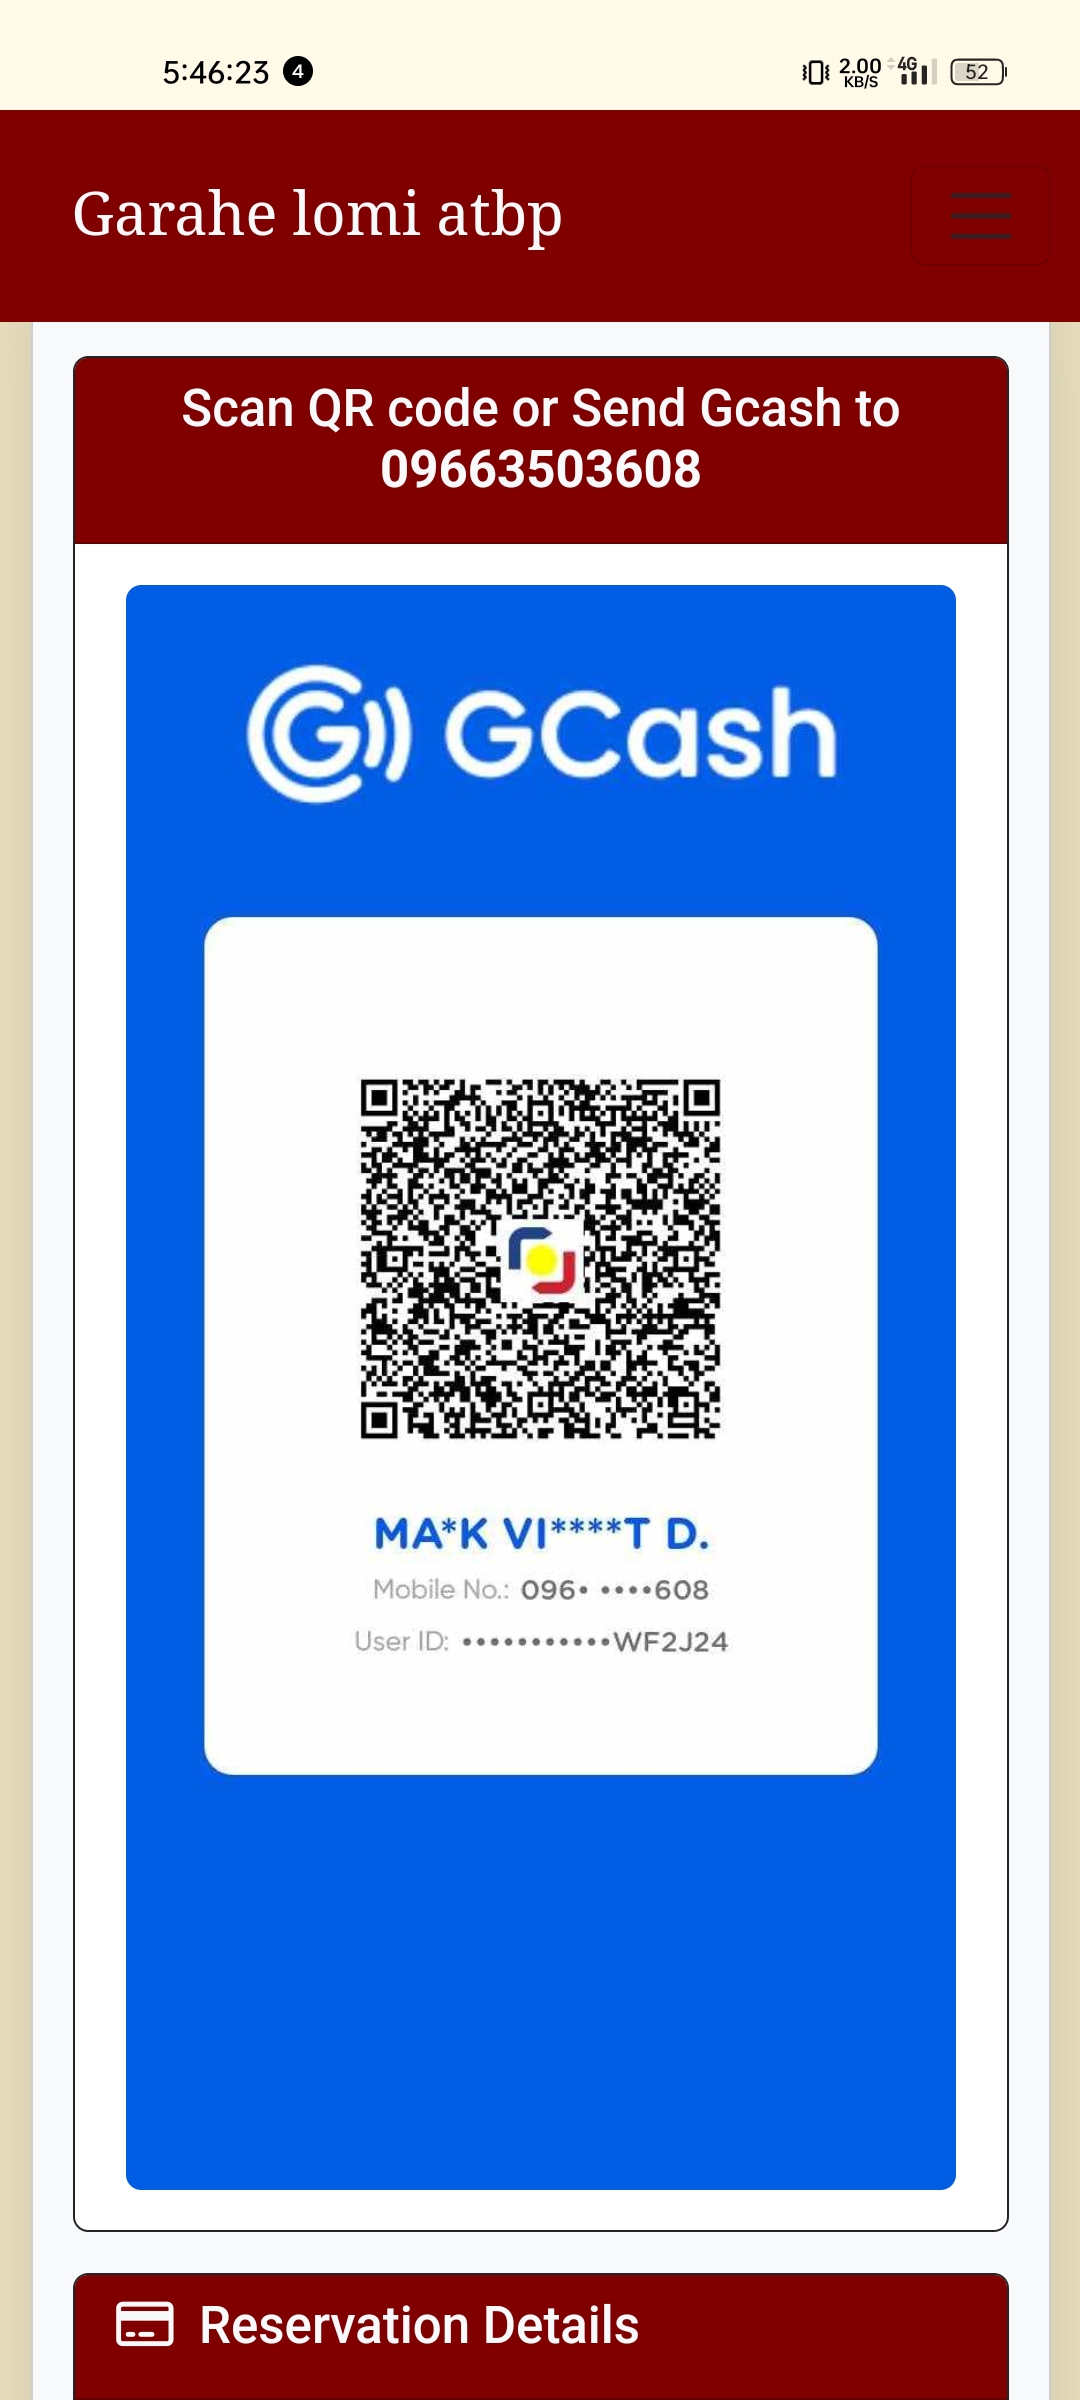 5:46:23 4 2.00 KB/S 4G 52
Garahe lomi atbp
Scan QR code or Send Gcash to
09663503608
G GCash
MA*K VI****T D.
Mobile No.: 096• ••••608
User ID: •••••••••••WF2J24
Reservation Details